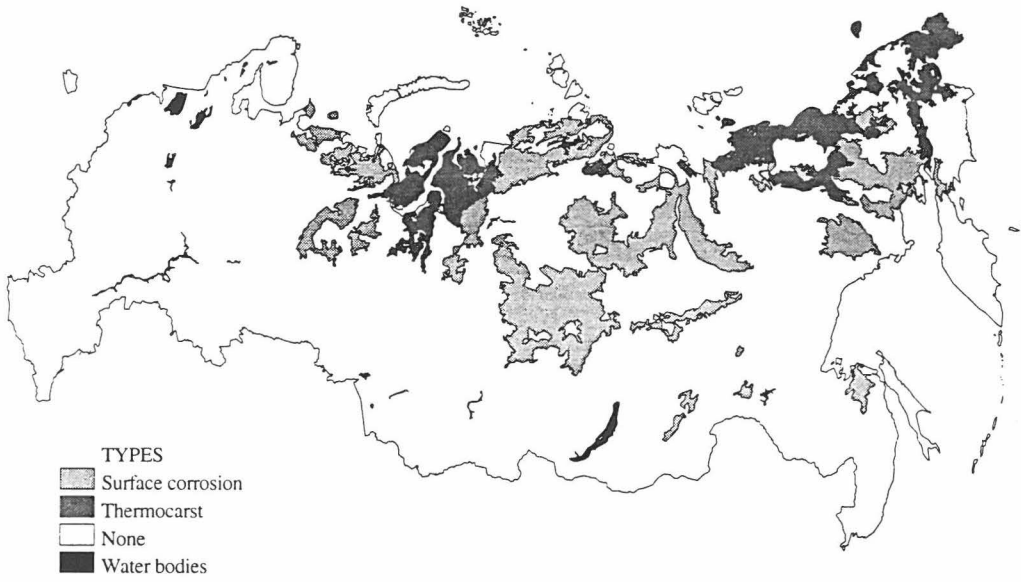 TYPES
Surface corrosion
Thermocarst
None
Water bodies